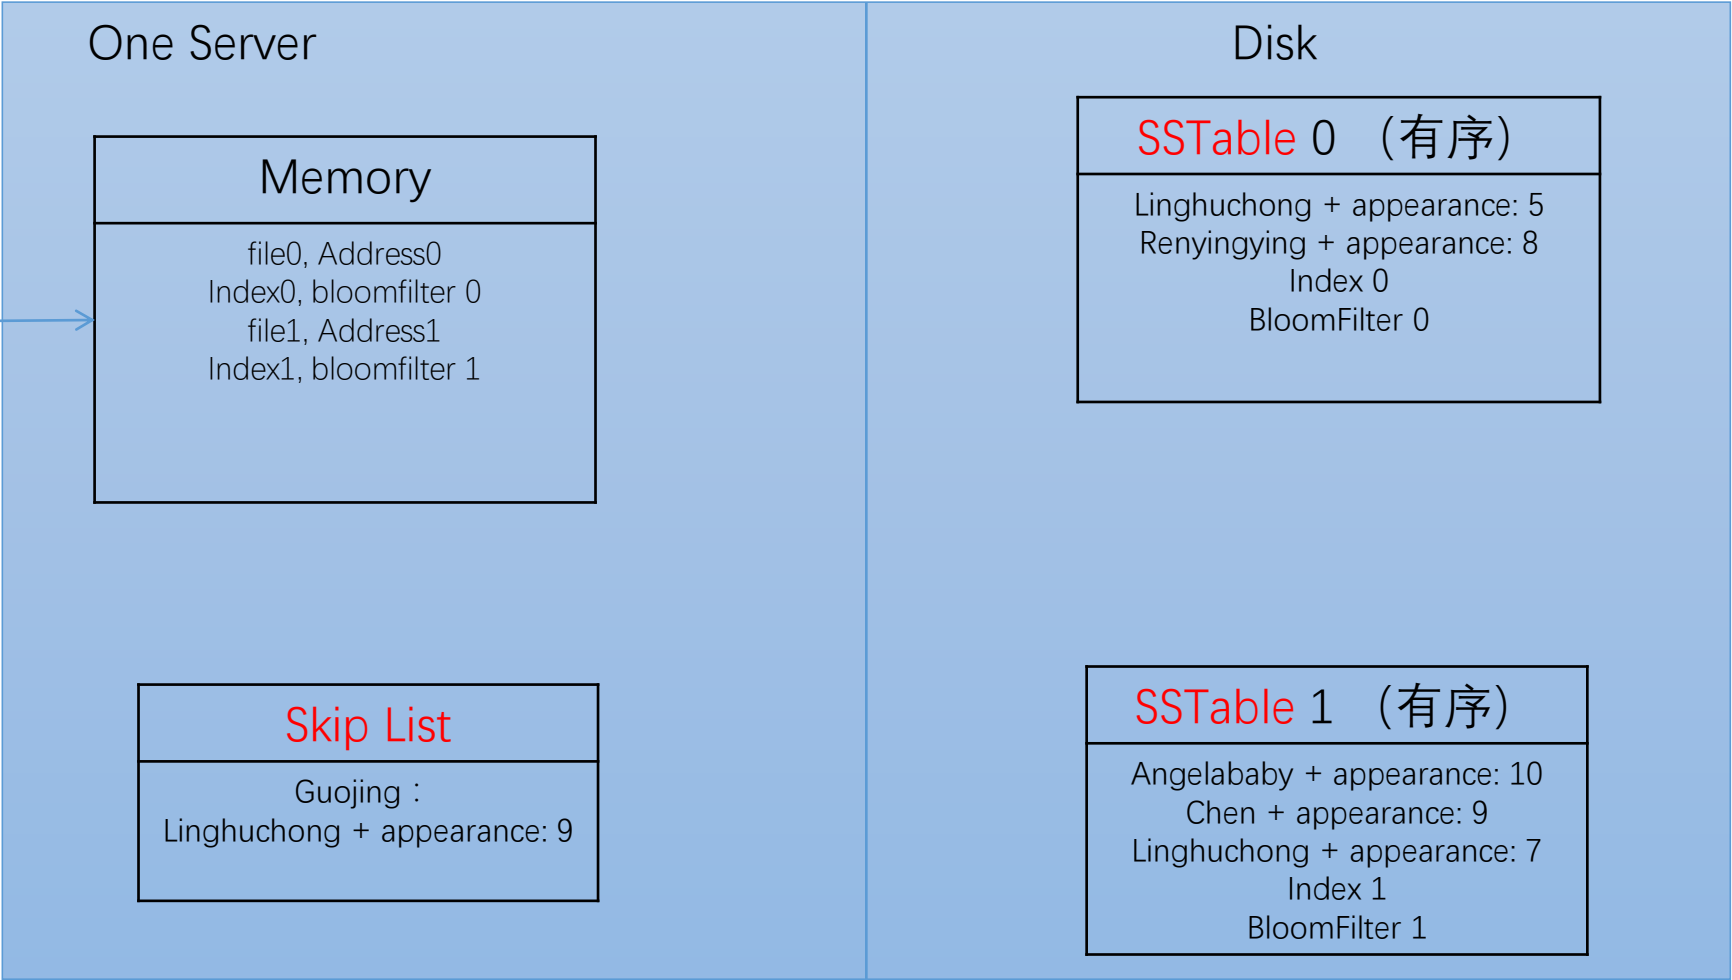 One Server
Memory
file0, Address0
Index0, bloomfilter 0
file1, Address1
Index1, bloomfilter 1
Skip List
Guojing：
Linghuchong + appearance: 9
Disk
SSTable 0 （有序）
Linghuchong + appearance: 5
Renyingying + appearance: 8
Index 0
BloomFilter 0
SSTable 1 （有序）
Angelababy + appearance: 10
Chen + appearance: 9
Linghuchong + appearance: 7
Index 1
BloomFilter 1